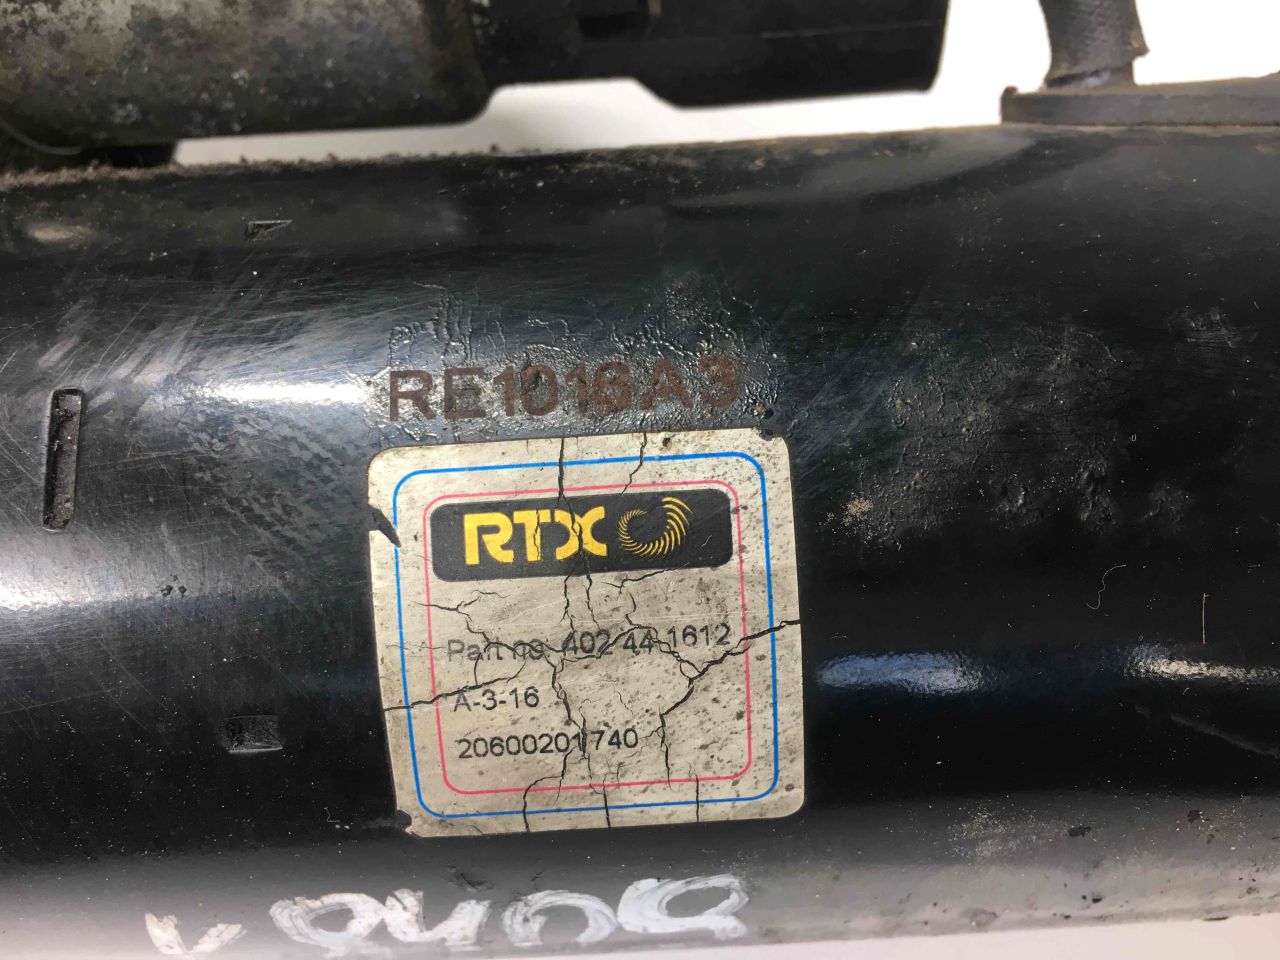 RE1016A3
RTX
Part no. 402 44 1612
A-3-16
20600201740